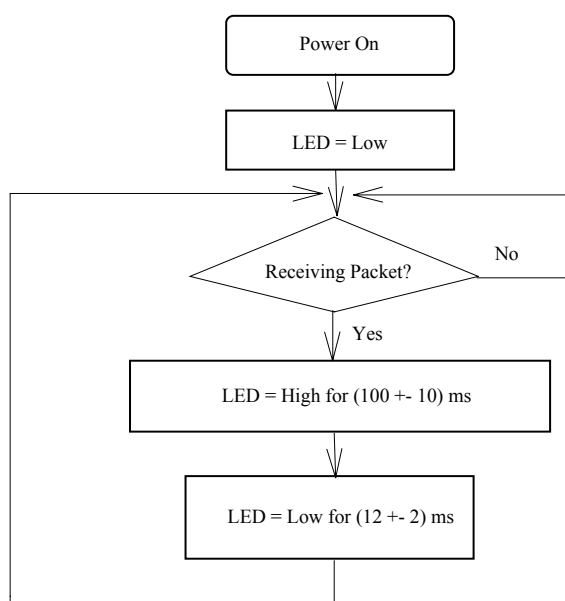 Power On
LED = Low
Receiving Packet?
No
Yes
LED = High for (100 +- 10) ms
LED = Low for (12 +- 2) ms